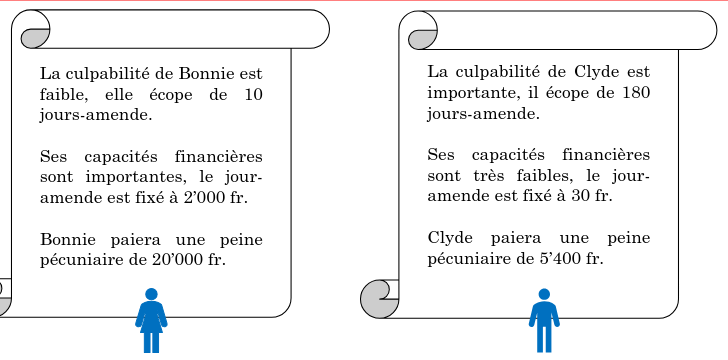 La culpabilité de Bonnie est
faible, elle écope de 10
jours-amende.
Ses capacités financières
sont importantes, le jour-
amende est fixé à 2'000 fr.
Bonnie paiera une peine
pécuniaire de 20'000 fr.
La culpabilité de Clyde est
importante, il écope de 180
jours-amende.
Ses capacités financières
sont très faibles, le jour-
amende est fixé à 30 fr.
Clyde paiera une peine
pécuniaire de 5'400 fr.